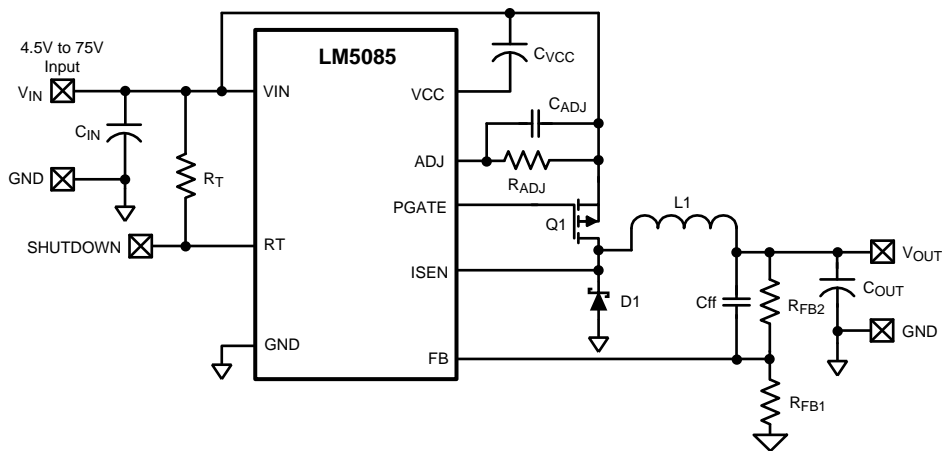 4.5V to 75V
Input
VIN
CIN
GND
RT
SHUTDOWN
LM5085
VIN
VCC
ADJ
PGATE
RT
ISEN
GND
FB
CVCC
CADJ
RADJ
Q1
L1
D1
Cff
RFB2
RFB1
VOUT
COUT
GND